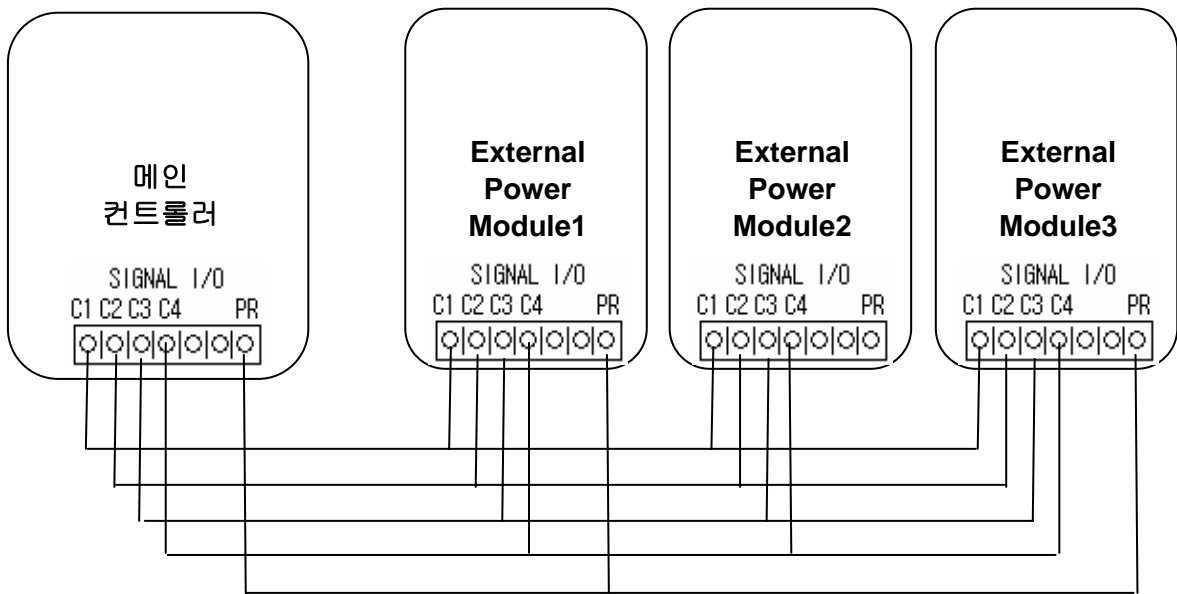 메인
컨트롤러
SIGNAL I/O
C1 C2 C3 C4 PR
External
Power
Module1
SIGNAL I/O
C1 C2 C3 C4 PR
External
Power
Module2
SIGNAL I/O
C1 C2 C3 C4 PR
External
Power
Module3
SIGNAL I/O
C1 C2 C3 C4 PR